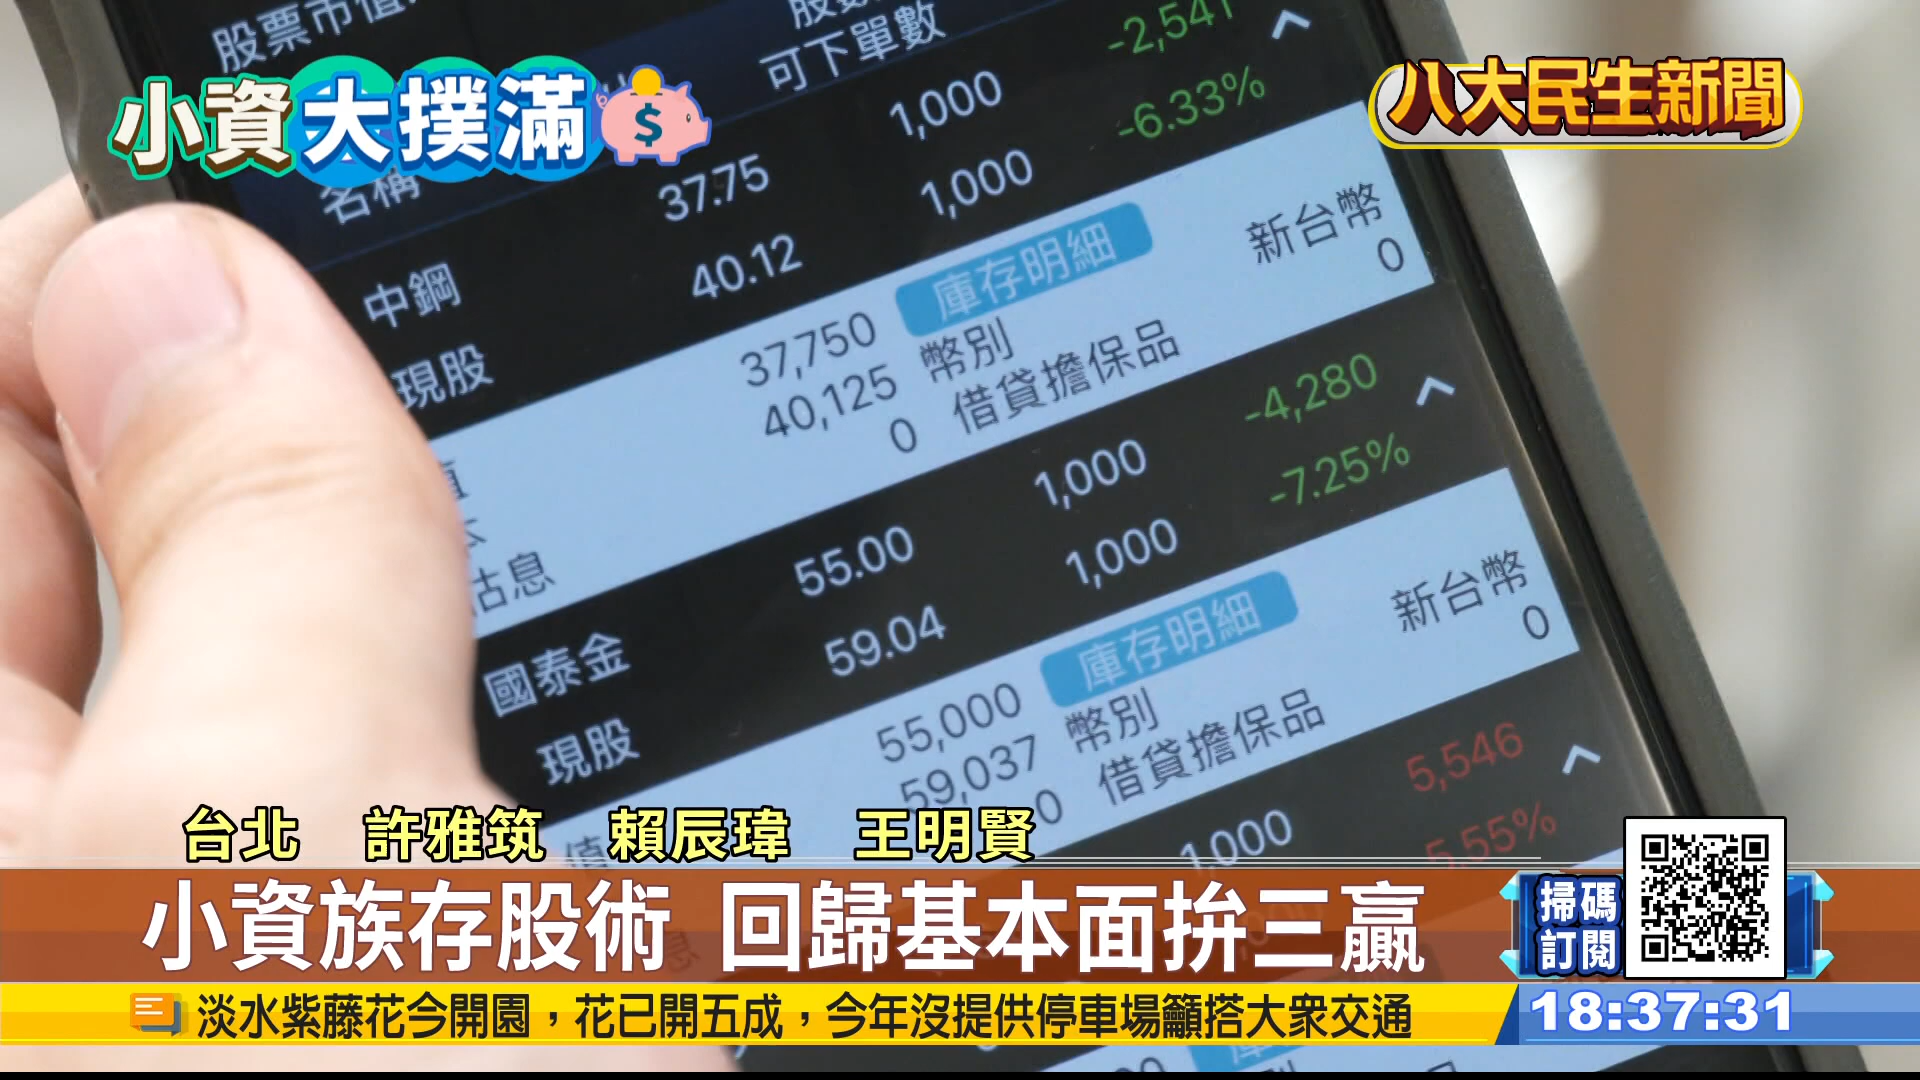 股票市值
可下單數
-2,541
小資大撲滿
$
八大民生新聞
名稱
1,000
-6.33%
37.75
1,000
中鋼
40.12
庫存明細
新台幣
現股
37,750
幣別
0
40,125
借貸擔保品
0
1,000
-4,280
估息
55.00
1,000
-7.25%
國泰金
59.04
庫存明細
新台幣
現股
55,000
幣別
0
59,037
借貸擔保品
0
5,546
值
1,000
5.55%
台北 許雅筑 賴辰瑋 王明賢
小資族存股術 回歸基本面拚三贏
掃碼
訂閱
淡水紫藤花今開園，花已開五成，今年沒提供停車場籲搭大眾交通
18:37:31